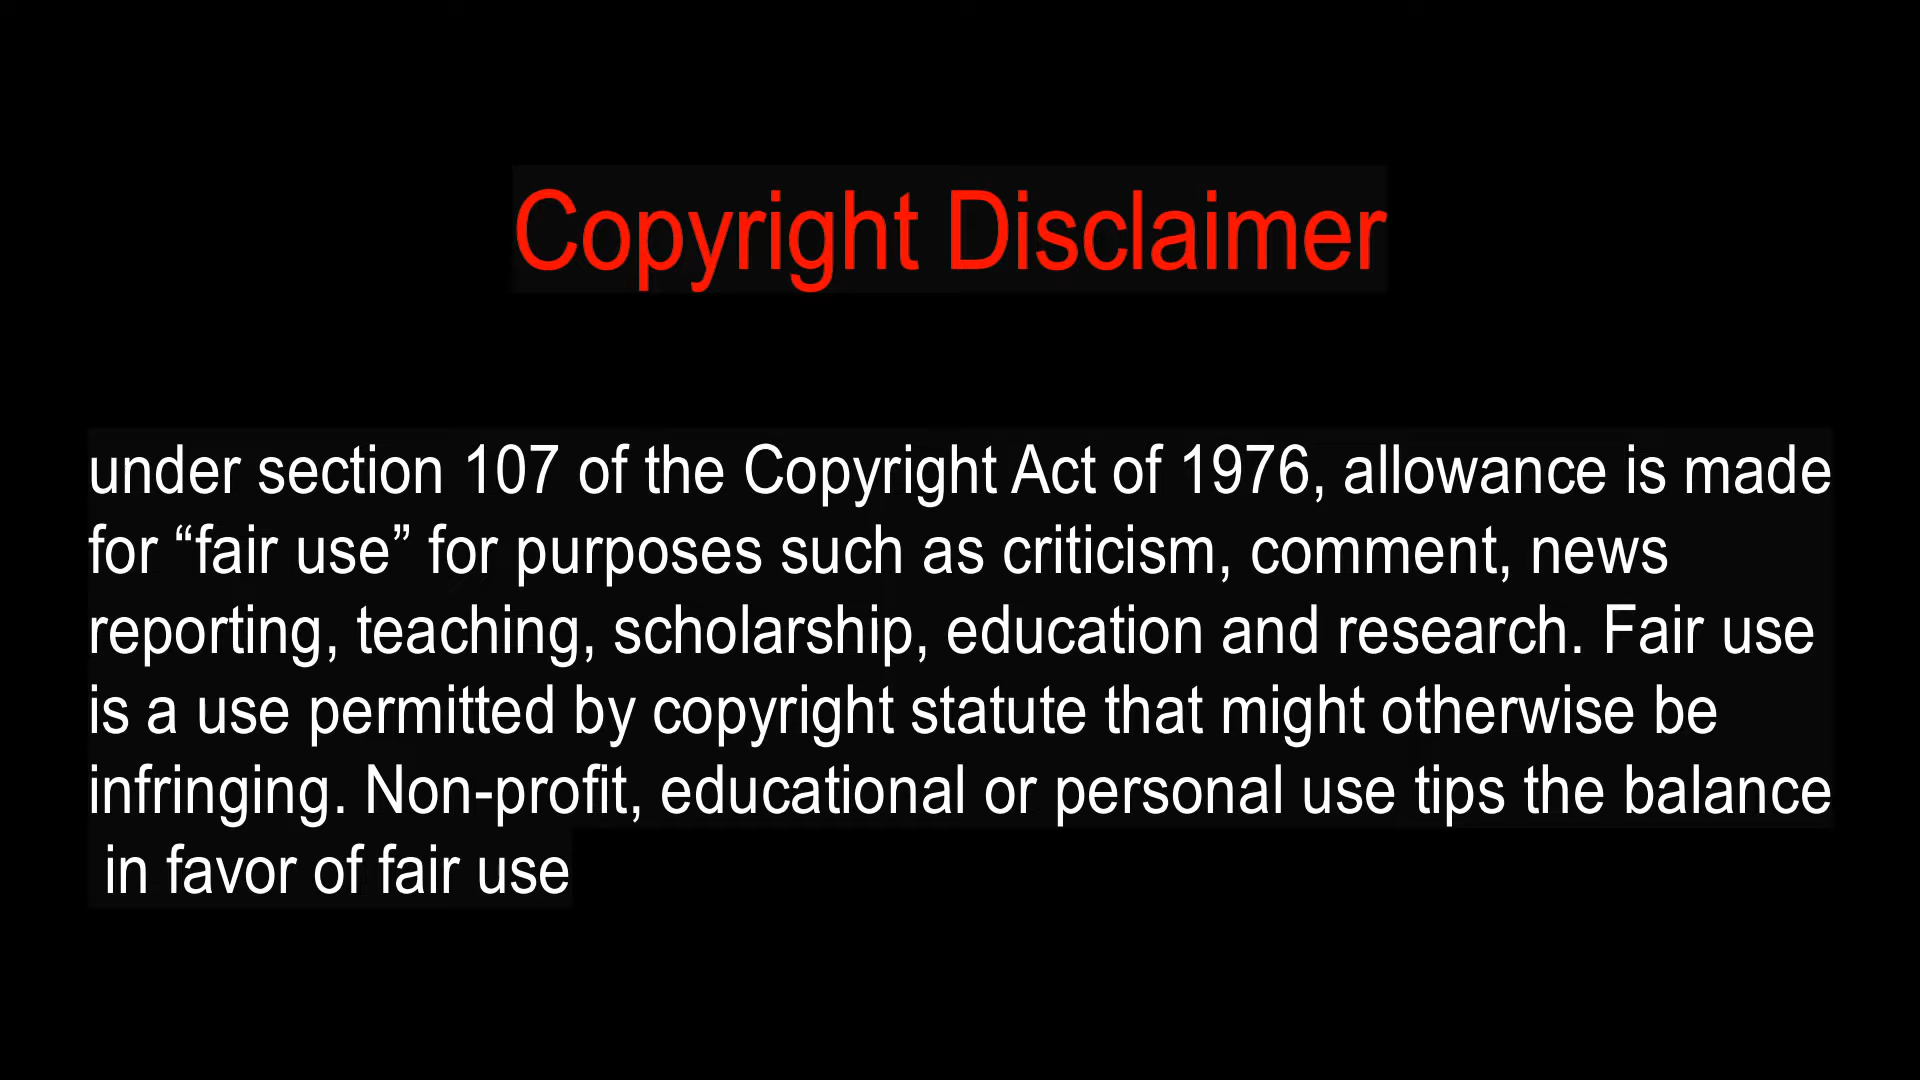 Copyright Disclaimer
under section 107 of the Copyright Act of 1976, allowance is made
for “fair use” for purposes such as criticism, comment, news
reporting, teaching, scholarship, education and research. Fair use
is a use permitted by copyright statute that might otherwise be
infringing. Non-profit, educational or personal use tips the balance
in favor of fair use